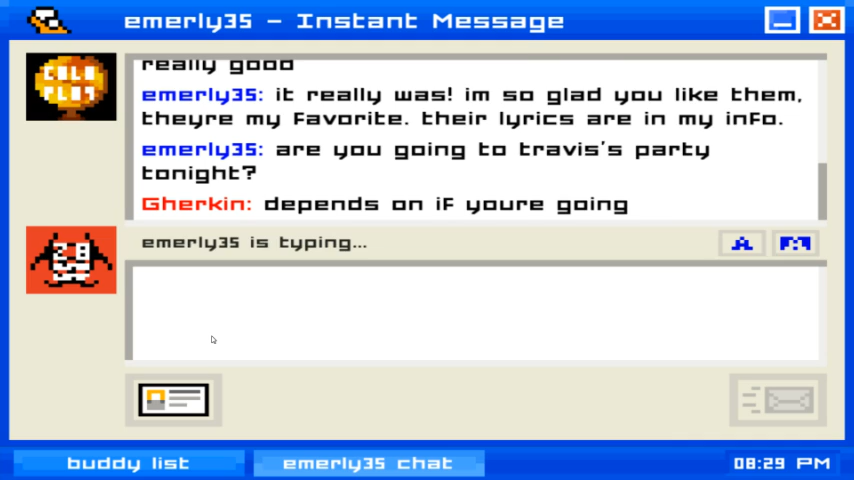 emerly35 - Instant Message
COLD
PLAY
really good
emerly35: it really was! im so glad you like them,
theyre my favorite. their lyrics are in my info.
emerly35: are you going to travis's party
tonight?
Gherkin: depends on if youre going
emerly35 is typing...
A
buddy list
emerly35 chat
08:29 PM